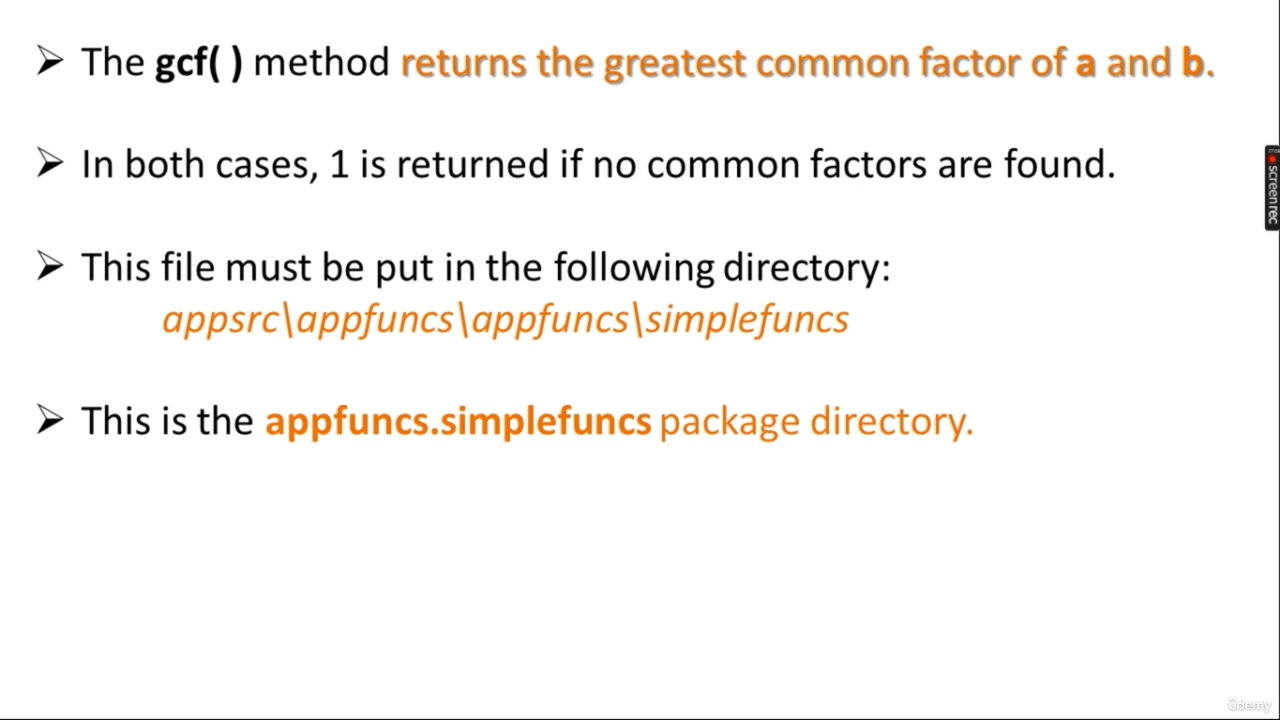 ➢ The gcf( ) method returns the greatest common factor of a and b.
➢ In both cases, 1 is returned if no common factors are found.
➢ This file must be put in the following directory:
appsrc\appfuncs\appfuncs\simplefuncs
➢ This is the appfuncs.simplefuncs package directory.
screenrec
ûdemy